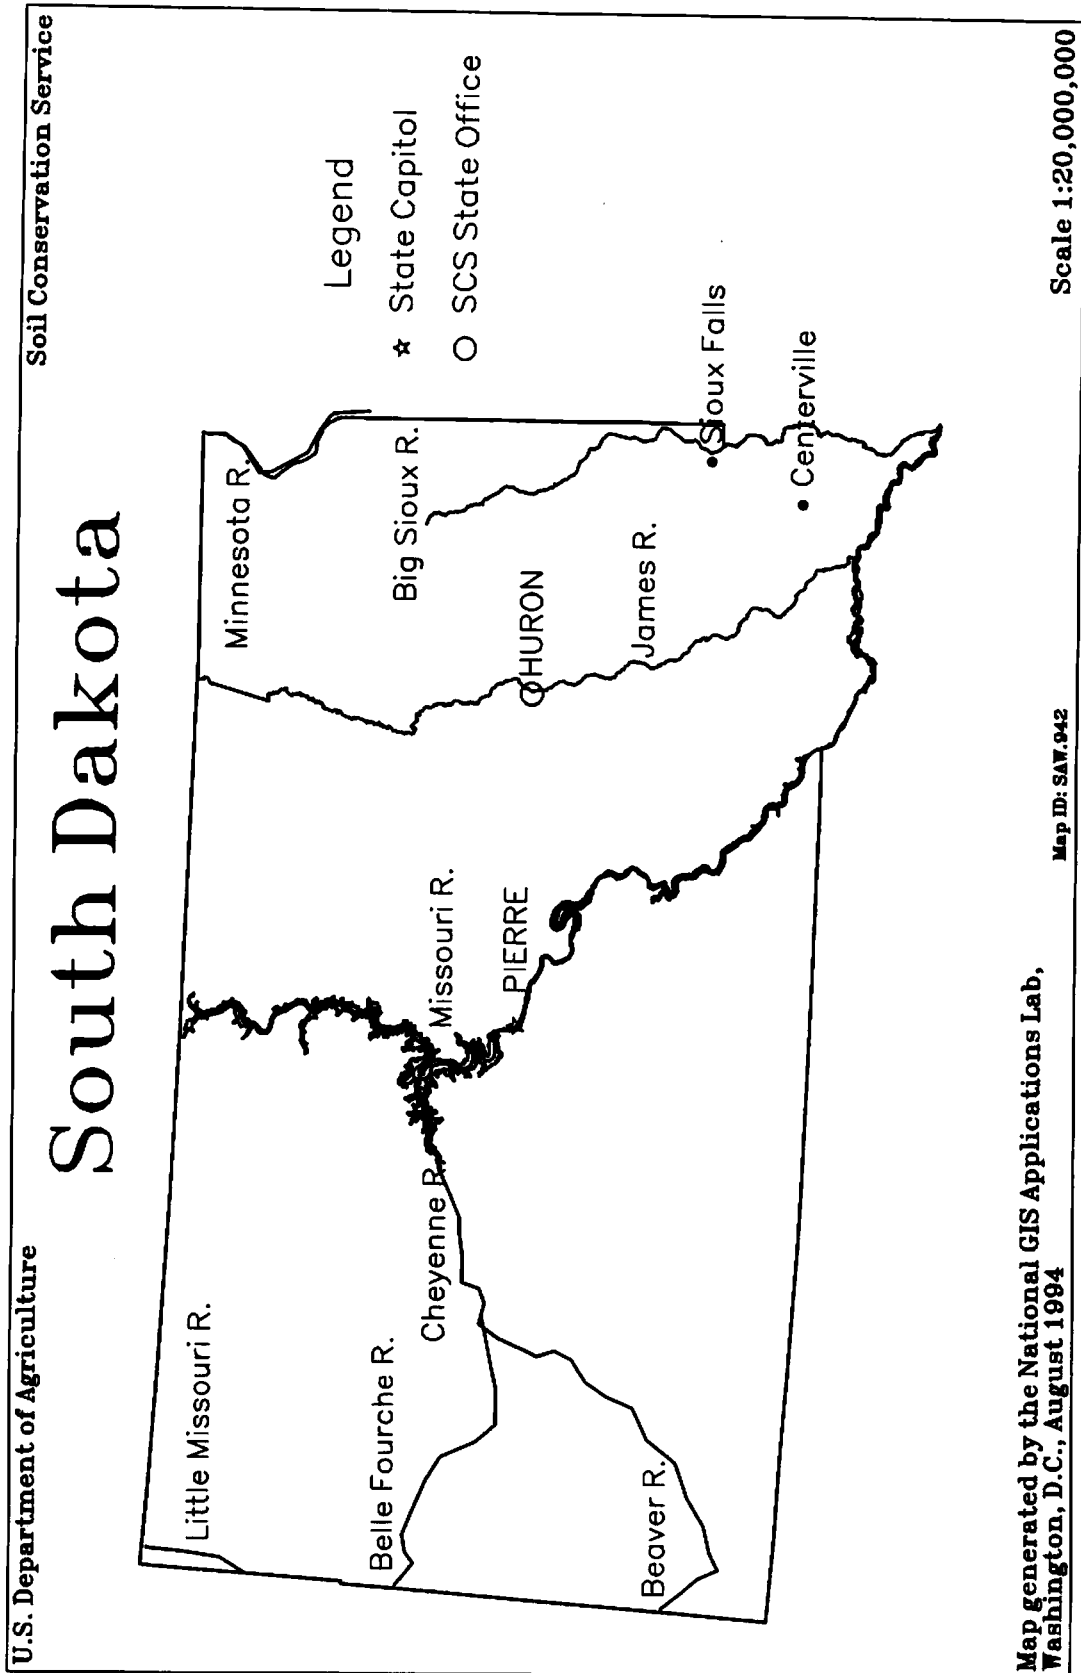 U.S. Department of Agriculture
Soil Conservation Service
South Dakota
Legend
State Capitol
SCS State Office
Little Missouri R.
Minnesota R.
Belle Fourche R.
Cheyenne R.
Missouri R.
Big Sioux R.
PIERRE
HURON
Beaver R.
James R.
Sioux Falls
Centerville
Map generated by the National GIS Applications Lab,
Washington, D.C., August 1994
Map ID: SAW.942
Scale 1:20,000,000